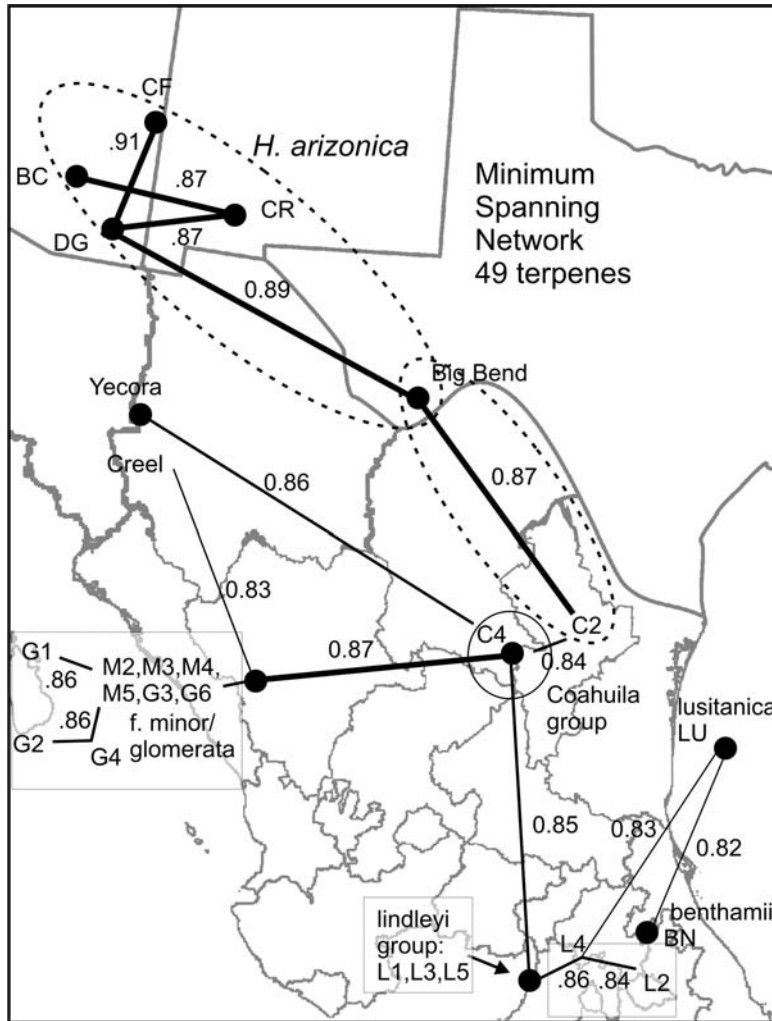 CF
.91
H. arizonica
BC
.87
CR
DG
.87
Minimum
Spanning
Network
49 terpenes
0.89
Big Bend
Yecora
Creel
0.86
0.87
0.83
C4
C2
0.87
0.84
G1
M2,M3,M4,
.86
M5,G3,G6
.86
f. minor/
glomerata
G2
G4
Coahuila
group
lusitanica
LU
0.85
0.83
0.82
lindleyi
group:
L1,L3,L5
benthamii
BN
L4
.86
.84
L2